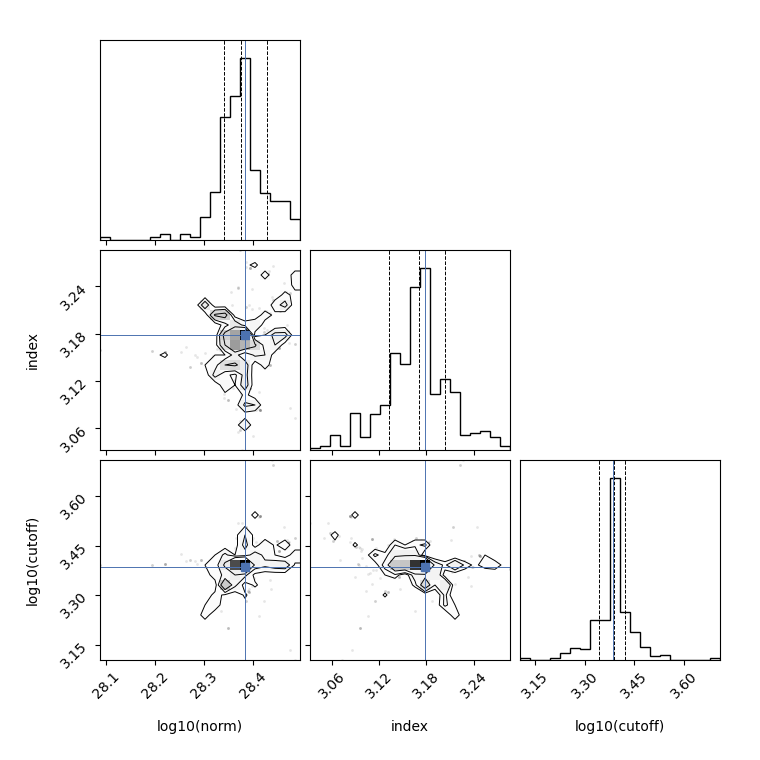 index
3.24
3.18
3.12
3.06
log10(cutoff)
3.60
3.45
3.30
3.15
28.1 28.2 28.3 28.4
3.06 3.12 3.18 3.24
3.15 3.30 3.45 3.60
log10(norm) index log10(cutoff)